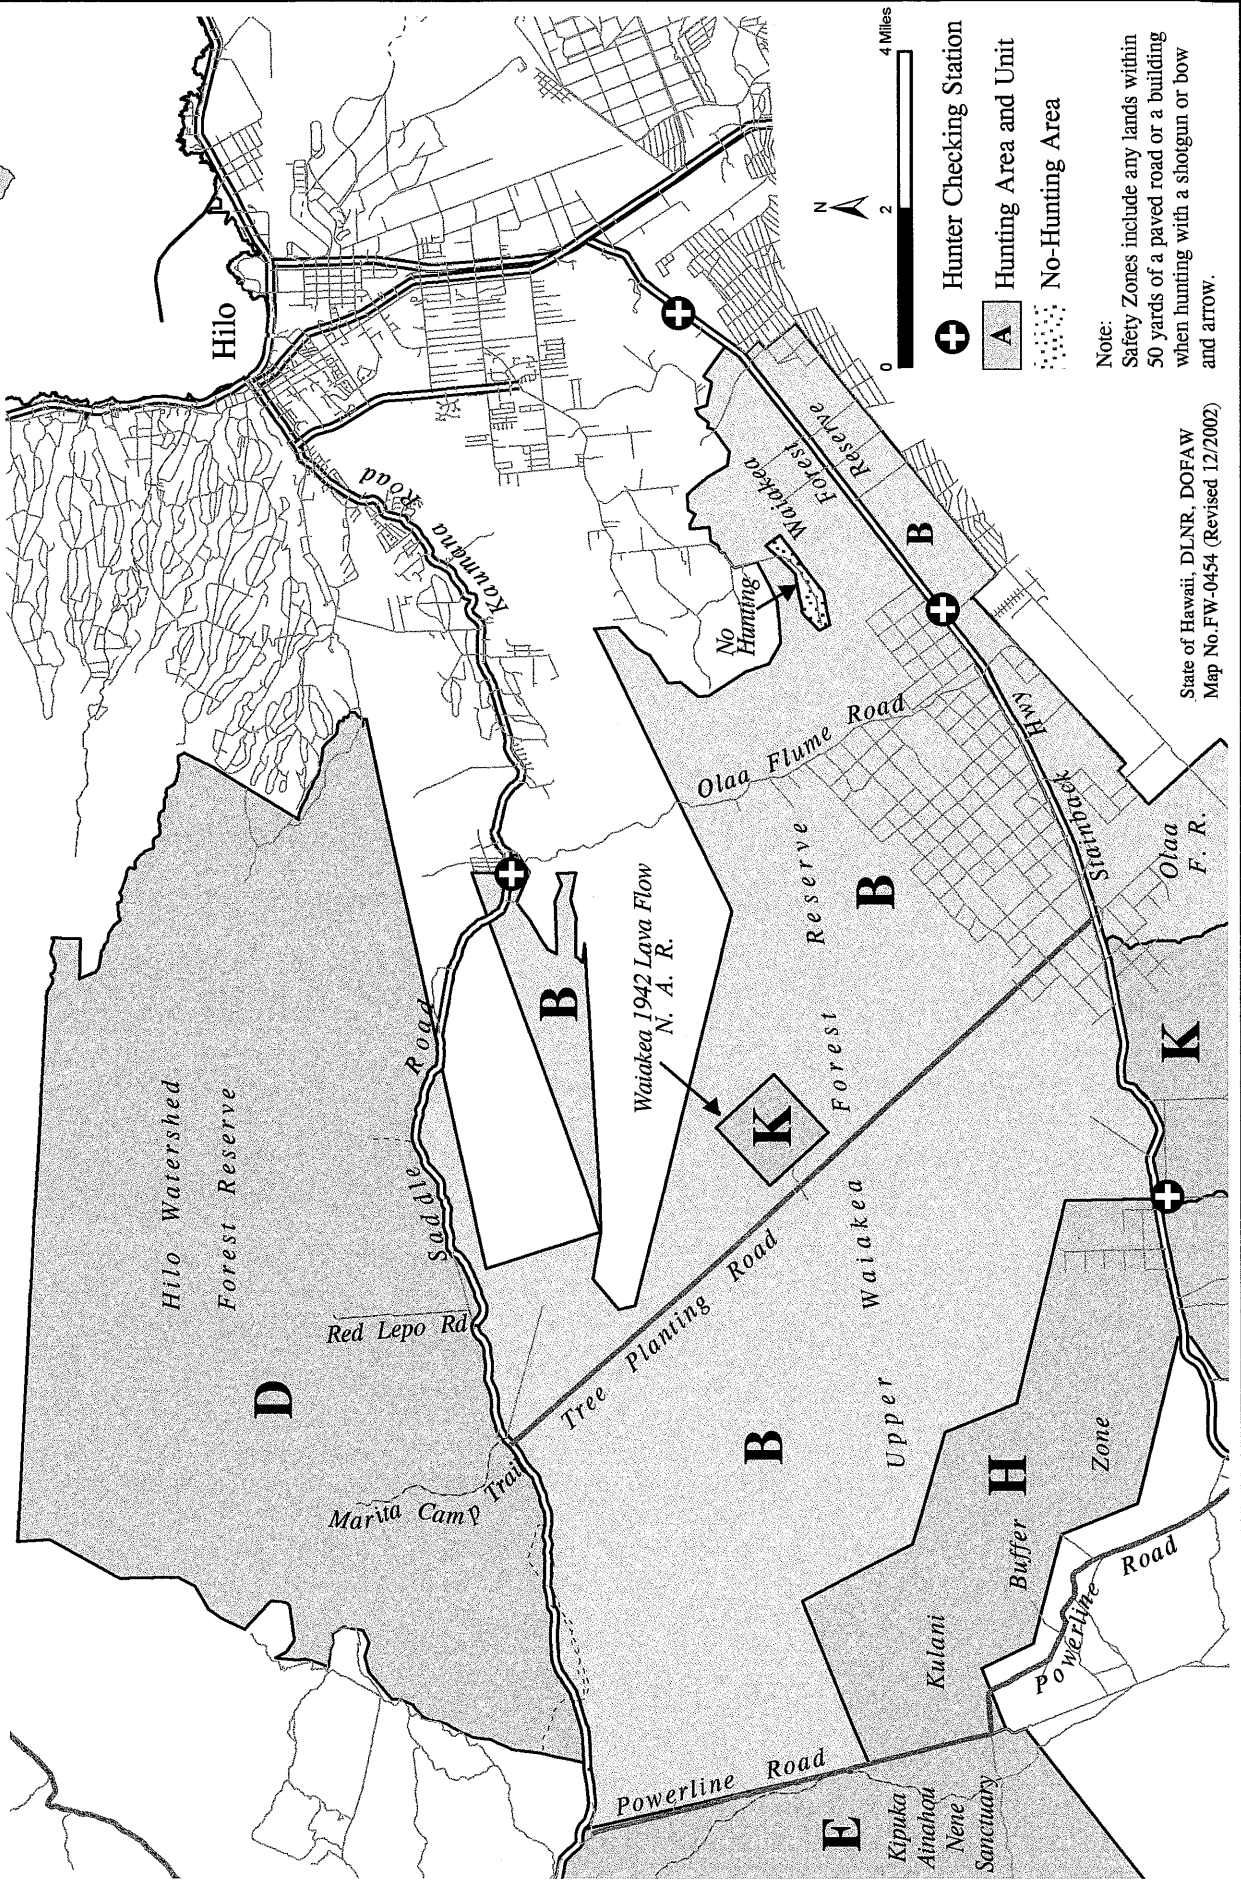 Hilo
Kaumana Road
Hilo Watershed
Forest Reserve
D
Saddle Road
Red Lepo Rd
Marita Camp Trail
B
Waiakea 1942 Lava Flow
N. A. R.
K
Tree Planting Road
B
Upper Waiakea Forest Reserve
B
Olaa Flume Road
No
Hunting
Waiakea
Forest
Reserve
B
Stainback Hwy
Olaa
F. R.
K
H
Kulani Buffer Zone
Powerline Road
Powerline Road
E
Kipuka
Ainahou
Nene
Sanctuary
N
0 2 4 Miles
Hunter Checking Station
A Hunting Area and Unit
No-Hunting Area
Note:
Safety Zones include any lands within
50 yards of a paved road or a building
when hunting with a shotgun or bow
and arrow.
State of Hawaii, DLNR, DOFAW
Map No.FW-0454 (Revised 12/2002)